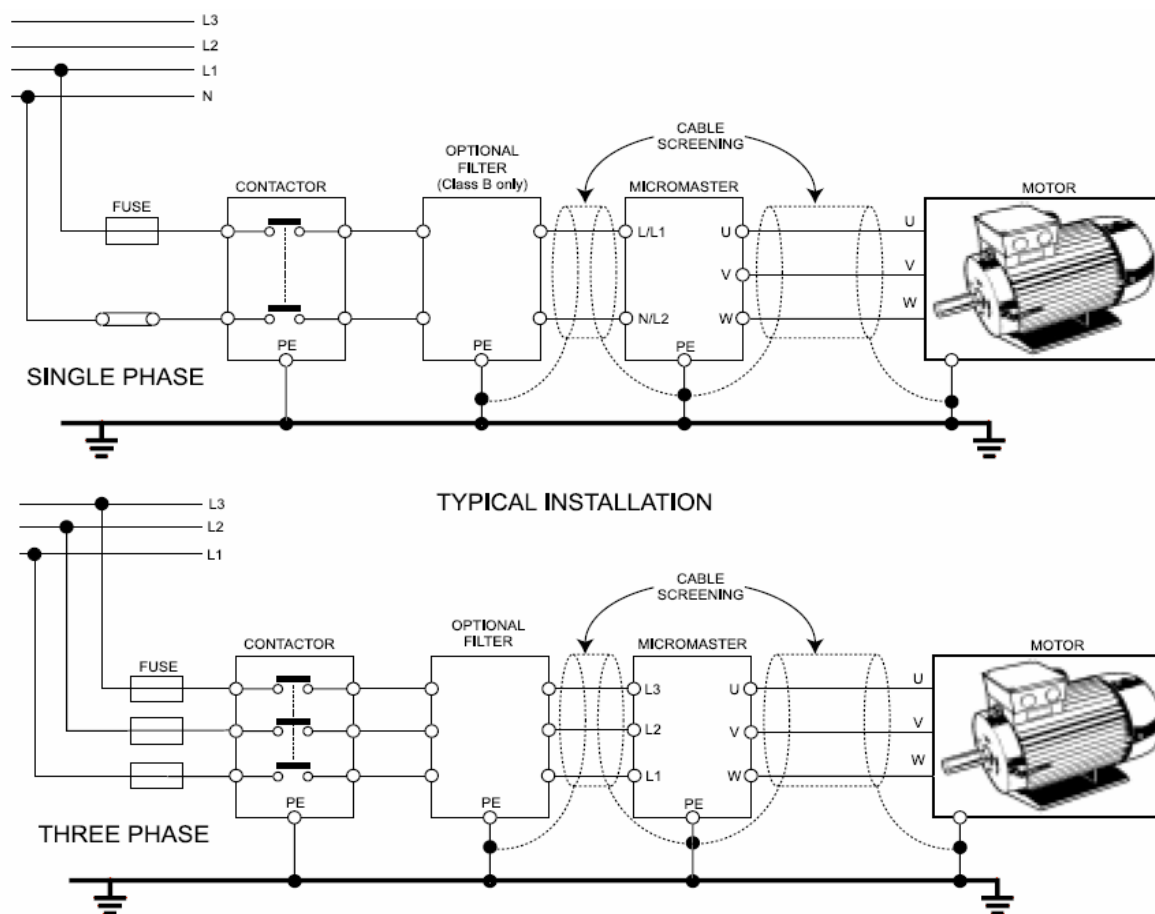 L3
L2
L1
N
CABLE
SCREENING
OPTIONAL
FILTER
(Class B only)
CONTACTOR
MICROMASTER
MOTOR
FUSE
L/L1
U
U
V
V
N/L2
W
W
PE
PE
PE
SINGLE PHASE
TYPICAL INSTALLATION
L3
L2
L1
CABLE
SCREENING
OPTIONAL
FILTER
CONTACTOR
MICROMASTER
MOTOR
FUSE
L3
U
U
L2
V
V
L1
W
W
PE
PE
PE
THREE PHASE